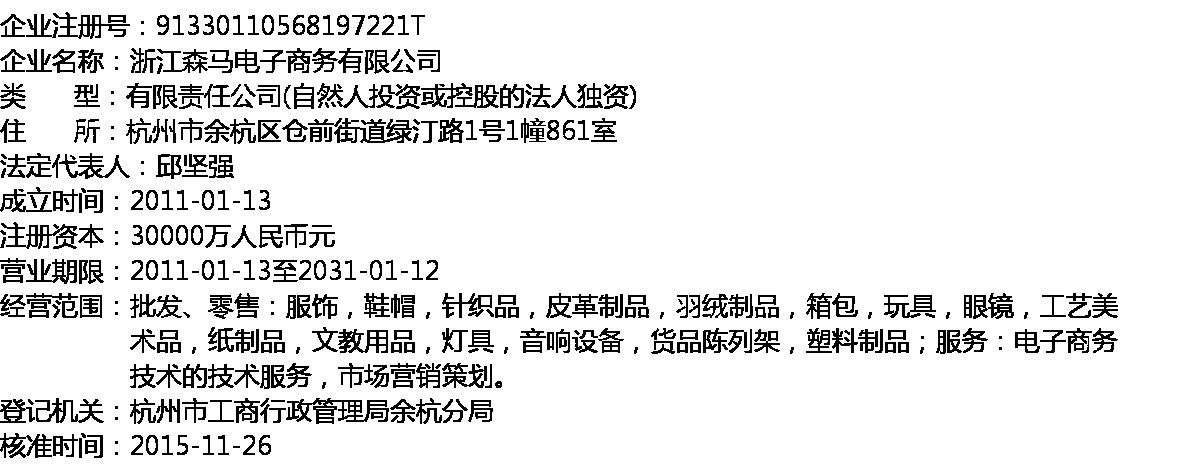 企业注册号：91330110568197221T
企业名称：浙江森马电子商务有限公司
类　　型：有限责任公司(自然人投资或控股的法人独资)
住　　所：杭州市余杭区仓前街道绿汀路1号1幢861室
法定代表人：邱坚强
成立时间：2011-01-13
注册资本：30000万人民币元
营业期限：2011-01-13至2031-01-12
经营范围：批发、零售：服饰，鞋帽，针织品，皮革制品，羽绒制品，箱包，玩具，眼镜，工艺美
术品，纸制品，文教用品，灯具，音响设备，货品陈列架，塑料制品；服务：电子商务
技术的技术服务，市场营销策划。
登记机关：杭州市工商行政管理局余杭分局
核准时间：2015-11-26